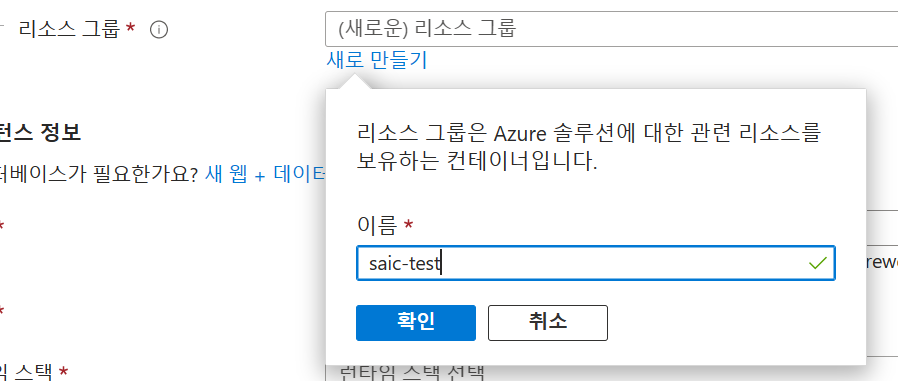 리소스 그룹 *
(새로운) 리소스 그룹
새로 만들기
턴스 정보
베이스가 필요한가요? 새 웹 + 데이터
리소스 그룹은 Azure 솔루션에 대한 관련 리소스를
보유하는 컨테이너입니다.
이름 *
saic-test
확인
취소
*
*
스택 *
런타임 스택 선택